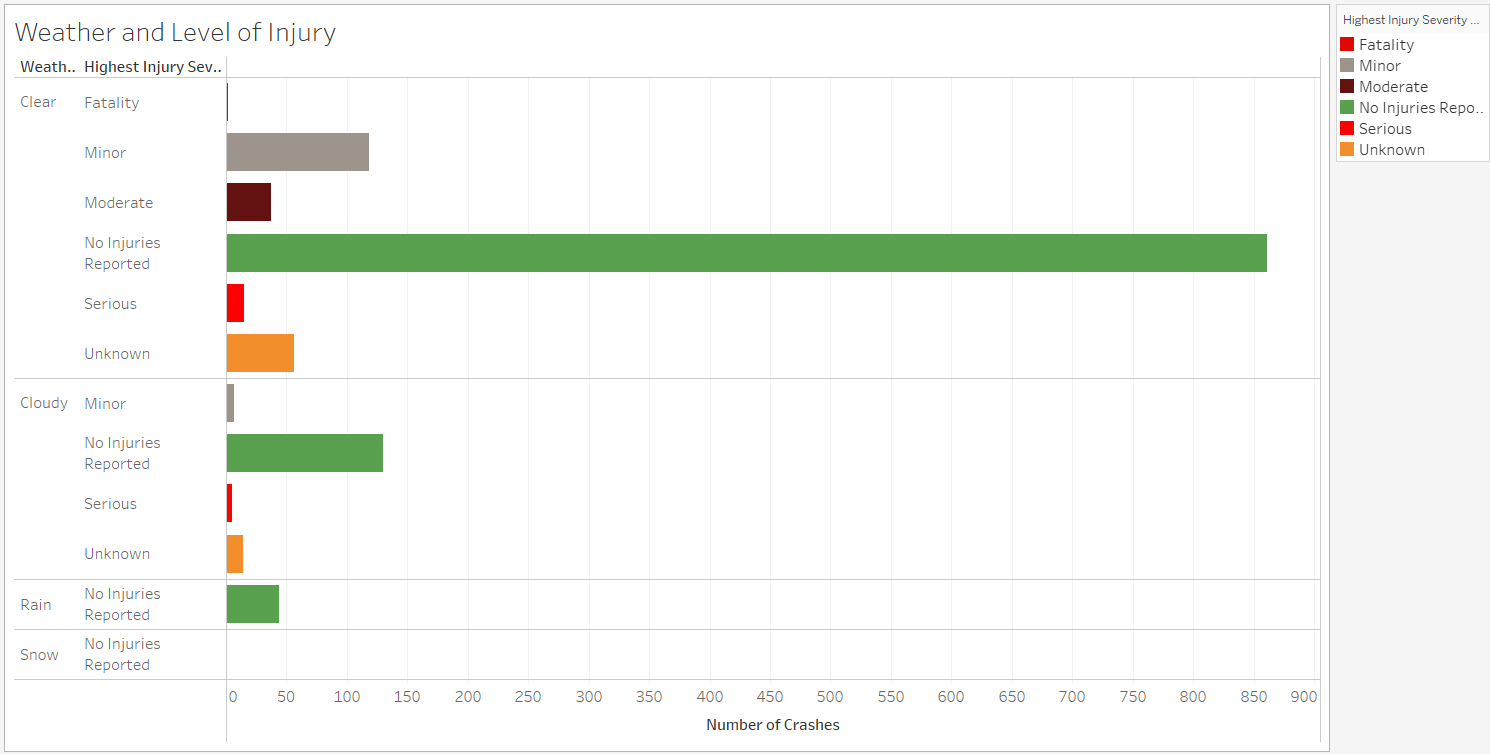 Weather and Level of Injury
Weath.. Highest Injury Sev..
Clear Fatality
Minor
Moderate
No Injuries
Reported
Serious
Unknown
Cloudy Minor
No Injuries
Reported
Serious
Unknown
Rain No Injuries
Reported
Snow No Injuries
Reported
0 50 100 150 200 250 300 350 400 450 500 550 600 650 700 750 800 850 900
Number of Crashes
Highest Injury Severity ...
Fatality
Minor
Moderate
No Injuries Repo..
Serious
Unknown